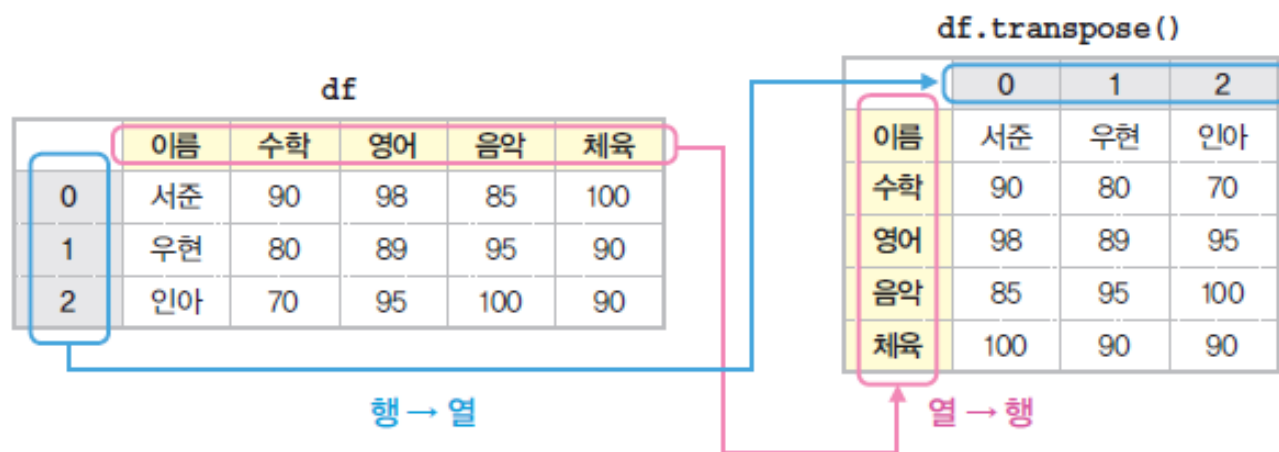 df.transpose()
df
이름 수학 영어 음악 체육
0 서준 90 98 85 100
1 우현 80 89 95 90
2 인아 70 95 100 90
0 1 2
이름 서준 우현 인아
수학 90 80 70
영어 98 89 95
음악 85 95 100
체육 100 90 90
행 → 열
열 → 행